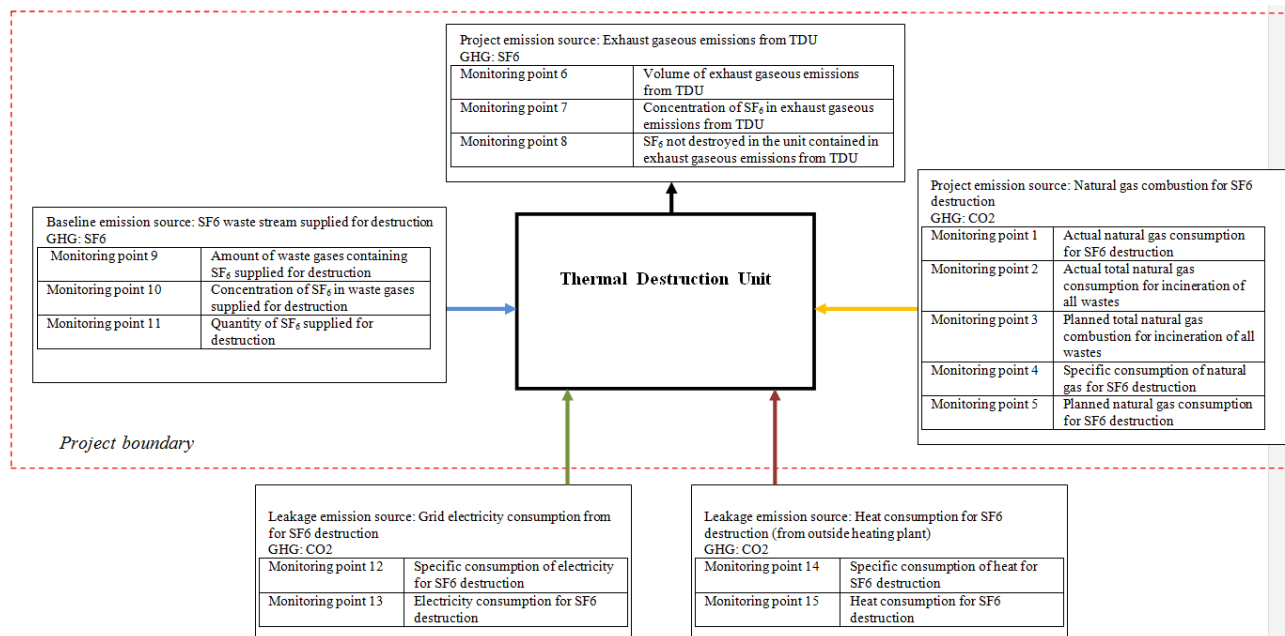 Project emission source: Exhaust gaseous emissions from TDU
GHG: SF6
Monitoring point 6
Volume of exhaust gaseous emissions
from TDU
Monitoring point 7
Concentration of SF6 in exhaust gaseous
emissions from TDU
Monitoring point 8
SF6 not destroyed in the unit contained in
exhaust gaseous emissions from TDU
Baseline emission source: SF6 waste stream supplied for destruction
GHG: SF6
Monitoring point 9
Amount of waste gases containing
SF6 supplied for destruction
Monitoring point 10
Concentration of SF6 in waste gases
supplied for destruction
Monitoring point 11
Quantity of SF6 supplied for
destruction
Thermal Destruction Unit
Project emission source: Natural gas combustion for SF6
destruction
GHG: CO2
Monitoring point 1
Actual natural gas consumption
for SF6 destruction
Monitoring point 2
Actual total natural gas
consumption for incineration of
all wastes
Monitoring point 3
Planned total natural gas
combustion for incineration of all
wastes
Monitoring point 4
Specific consumption of natural
gas for SF6 destruction
Monitoring point 5
Planned natural gas consumption
for SF6 destruction
Project boundary
Leakage emission source: Grid electricity consumption from
for SF6 destruction
GHG: CO2
Monitoring point 12
Specific consumption of electricity
for SF6 destruction
Monitoring point 13
Electricity consumption for SF6
destruction
Leakage emission source: Heat consumption for SF6
destruction (from outside heating plant)
GHG: CO2
Monitoring point 14
Specific consumption of heat for
SF6 destruction
Monitoring point 15
Heat consumption for SF6
destruction